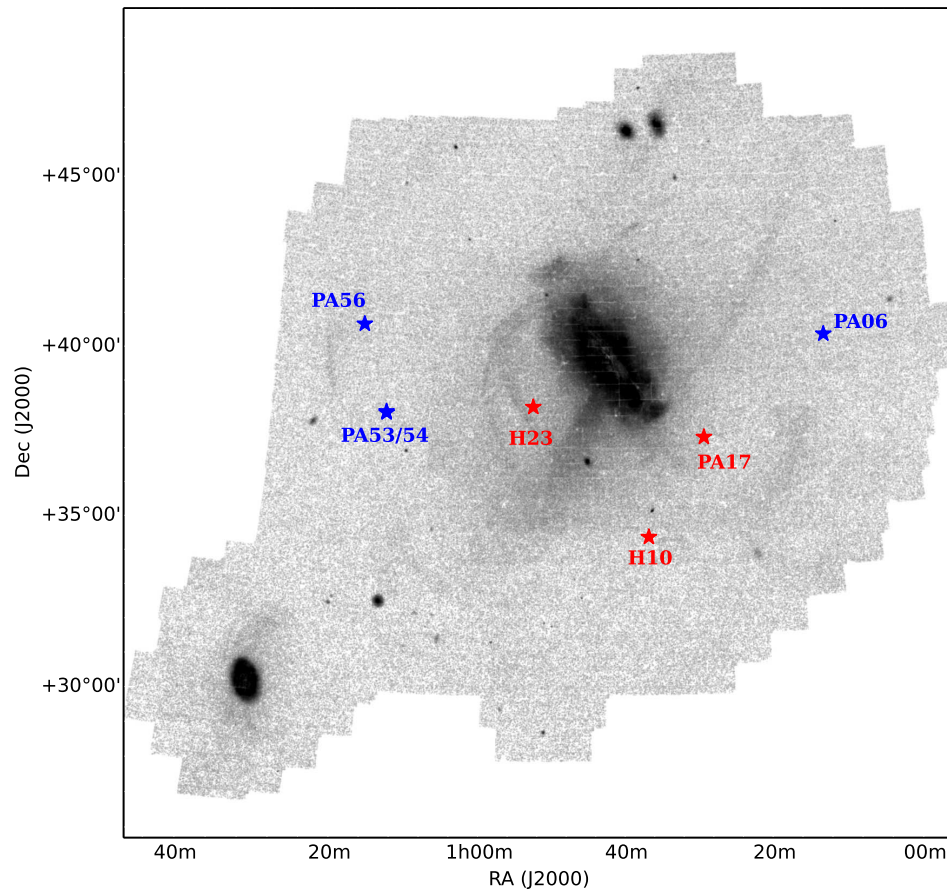 +45°00'
PA56
PA06
+40°00'
PA53/54
H23
PA17
Dec (J2000)
+35°00'
H10
+30°00'
40m 20m 1h00m 40m 20m 00m
RA (J2000)